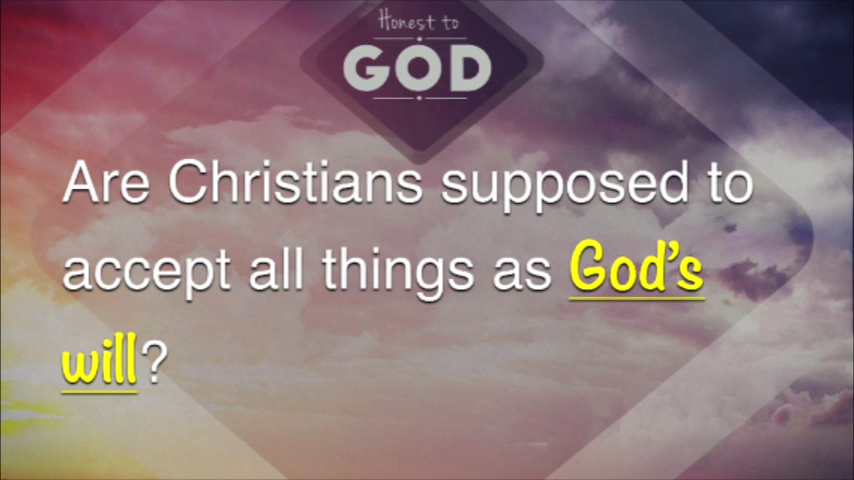 Honest to
GOD
Are Christians supposed to
accept all things as God's
will?